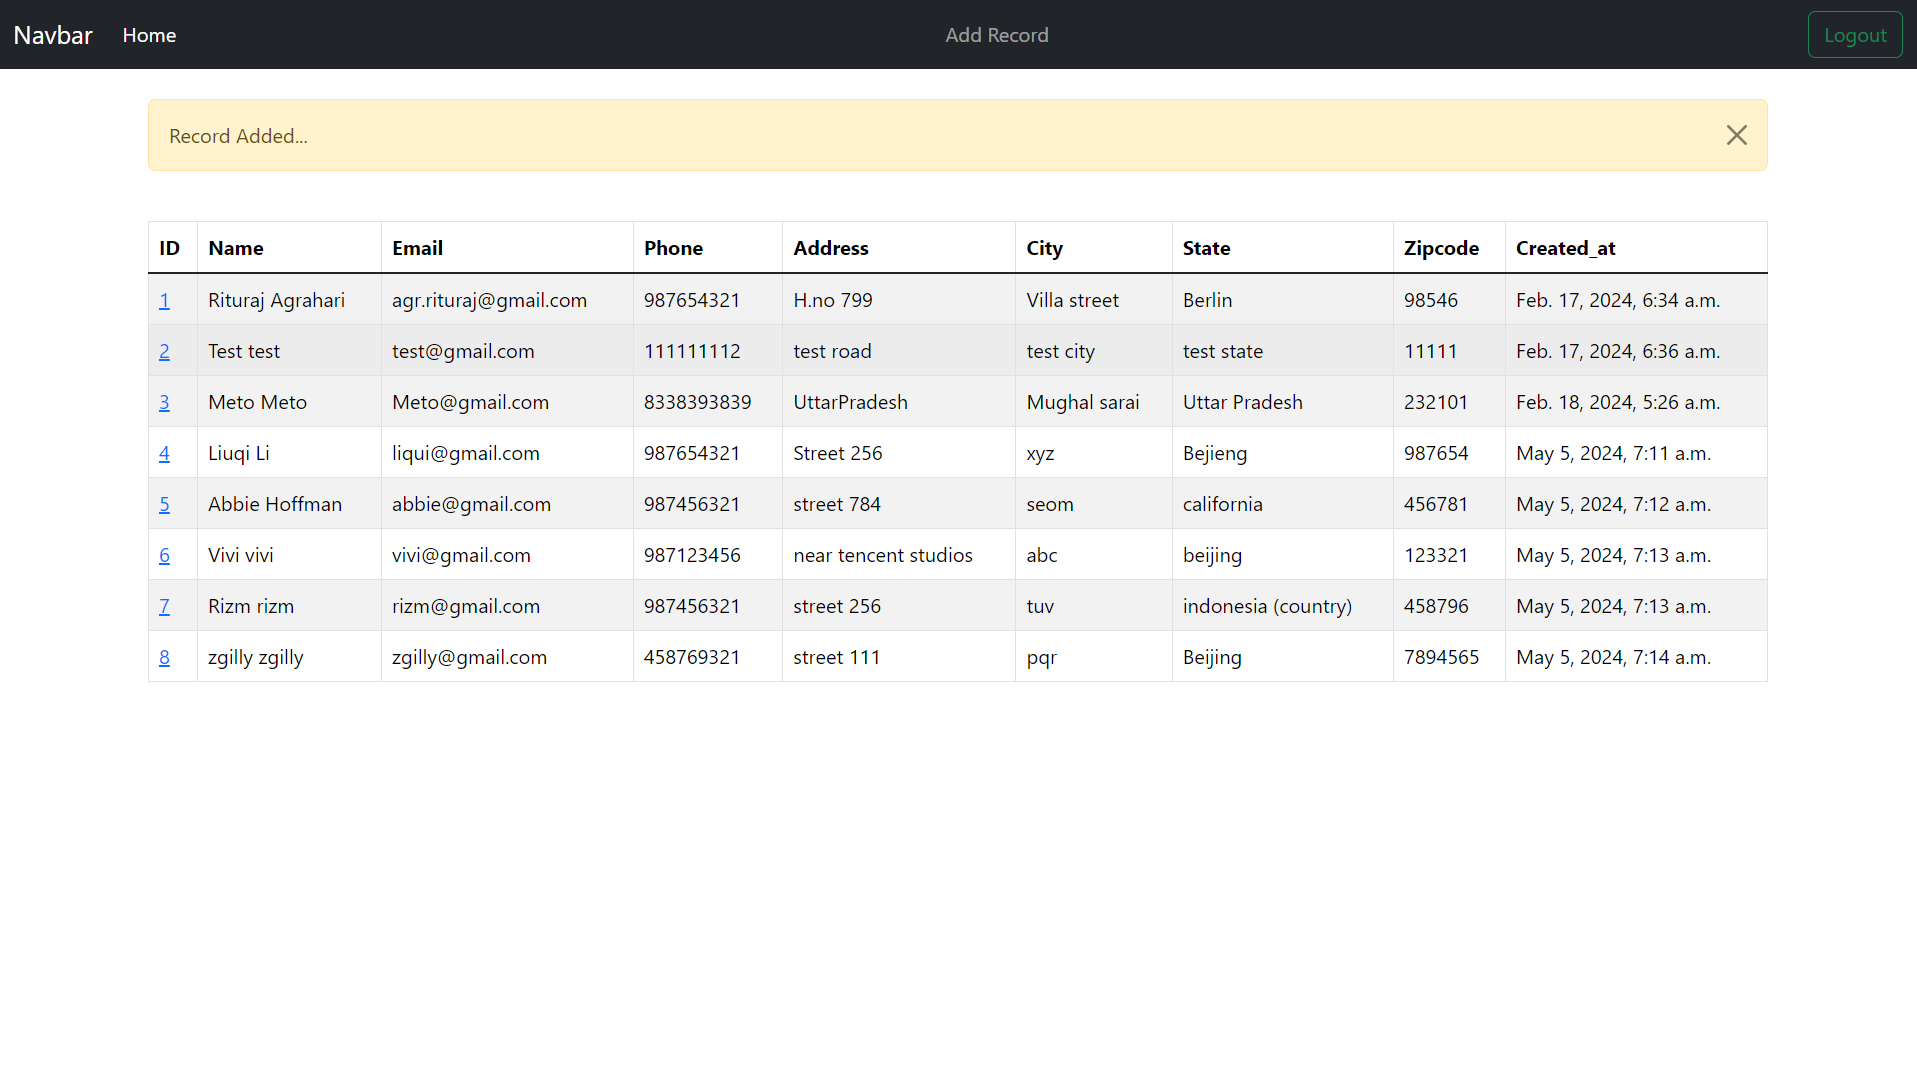 Navbar Home Add Record Logout
Record Added...
ID Name Email Phone Address City State Zipcode Created_at
1 Rituraj Agrahari agr.rituraj@gmail.com 987654321 H.no 799 Villa street Berlin 98546 Feb. 17, 2024, 6:34 a.m.
2 Test test test@gmail.com 111111112 test road test city test state 11111 Feb. 17, 2024, 6:36 a.m.
3 Meto Meto Meto@gmail.com 8338393839 UttarPradesh Mughal sarai Uttar Pradesh 232101 Feb. 18, 2024, 5:26 a.m.
4 Liuqi Li liqui@gmail.com 987654321 Street 256 xyz Bejieng 987654 May 5, 2024, 7:11 a.m.
5 Abbie Hoffman abbie@gmail.com 987456321 street 784 seom california 456781 May 5, 2024, 7:12 a.m.
6 Vivi vivi vivi@gmail.com 987123456 near tencent studios abc beijing 123321 May 5, 2024, 7:13 a.m.
7 Rizm rizm rizm@gmail.com 987456321 street 256 tuv indonesia (country) 458796 May 5, 2024, 7:13 a.m.
8 zgilly zgilly zgilly@gmail.com 458769321 street 111 pqr Beijing 7894565 May 5, 2024, 7:14 a.m.